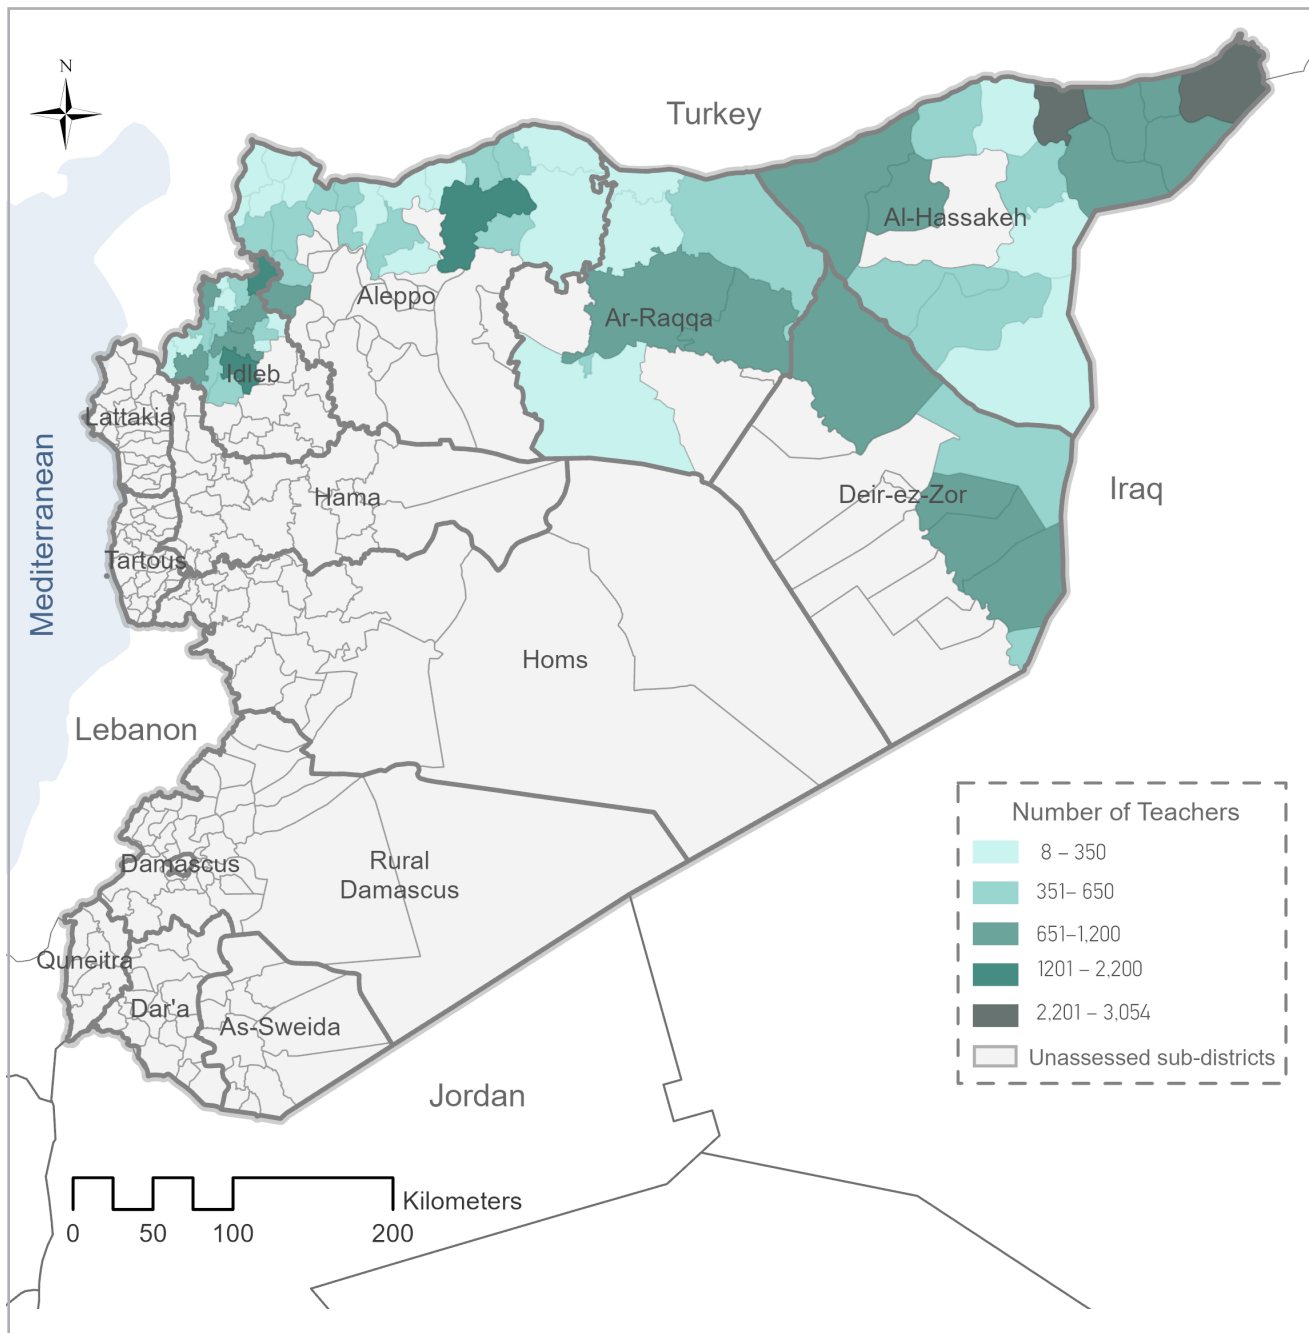 N
Turkey
Al-Hassakeh
Aleppo
Ar-Raqqa
Idleb
Lattakia
Mediterranean
Hama
Deir-ez-Zor
Iraq
Tartous
Homs
Lebanon
Damascus
Rural
Damascus
Quneitra
Dar'a
As-Sweida
Jordan
Number of Teachers
8 – 350
351– 650
651–1,200
1201 – 2,200
2,201 – 3,054
Unassessed sub-districts
Kilometers
0 50 100 200